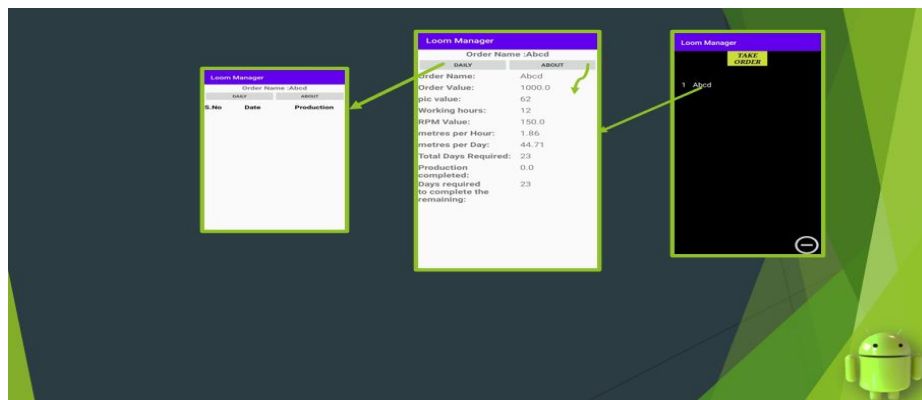 Loom Manager
Order Name :Abcd
DAILY ABOUT
S.No Date Production
Loom Manager
Order Name :Abcd
DAILY ABOUT
Order Name: Abcd
Order Value: 1000.0
pic value: 62
Working hours: 12
RPM Value: 150.0
metres per Hour: 1.86
metres per Day: 44.71
Total Days Required: 23
Production 0.0
completed:
Days required 23
to complete the
remaining:
Loom Manager
TAKE
ORDER
1 Abcd